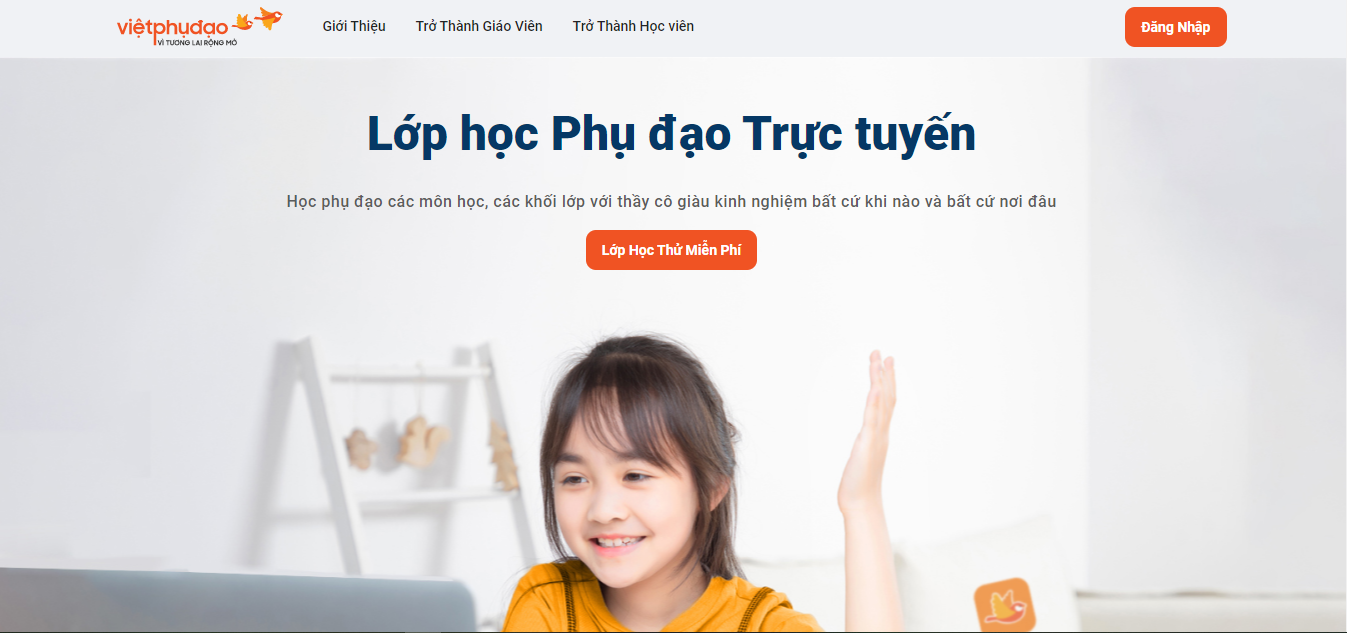 việtphụđạo
VÌ TƯƠNG LAI RỘNG MỞ
Giới Thiệu
Trở Thành Giáo Viên
Trở Thành Học viên
Đăng Nhập
Lớp học Phụ đạo Trực tuyến
Học phụ đạo các môn học, các khối lớp với thầy cô giàu kinh nghiệm bất cứ khi nào và bất cứ nơi đâu
Lớp Học Thử Miễn Phí